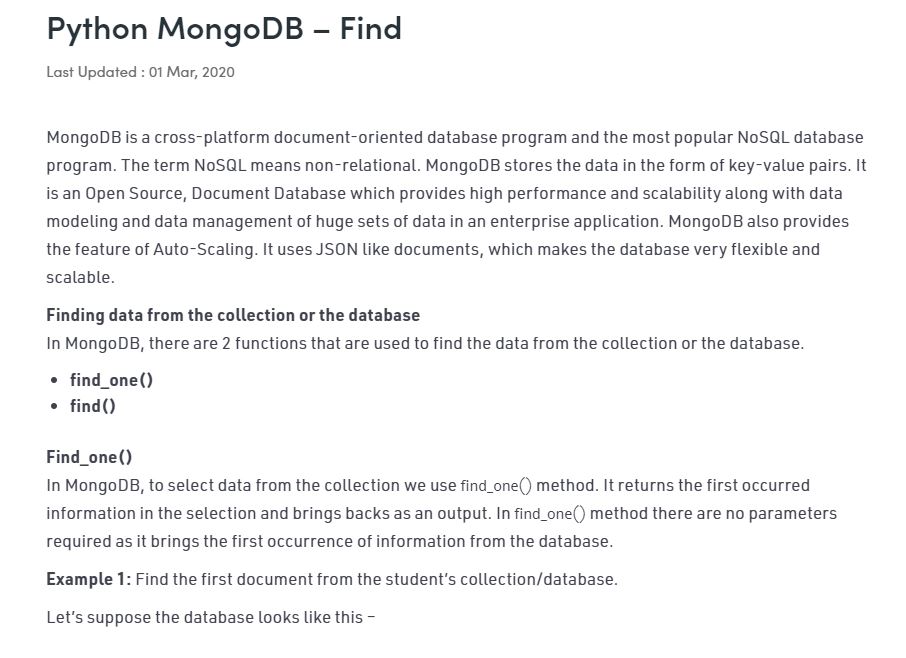 Python MongoDB – Find
Last Updated : 01 Mar, 2020
MongoDB is a cross-platform document-oriented database program and the most popular NoSQL database
program. The term NoSQL means non-relational. MongoDB stores the data in the form of key-value pairs. It
is an Open Source, Document Database which provides high performance and scalability along with data
modeling and data management of huge sets of data in an enterprise application. MongoDB also provides
the feature of Auto-Scaling. It uses JSON like documents, which makes the database very flexible and
scalable.
Finding data from the collection or the database
In MongoDB, there are 2 functions that are used to find the data from the collection or the database.
• find_one()
• find()
Find_one()
In MongoDB, to select data from the collection we use find_one() method. It returns the first occurred
information in the selection and brings backs as an output. In find_one() method there are no parameters
required as it brings the first occurrence of information from the database.
Example 1: Find the first document from the student’s collection/database.
Let’s suppose the database looks like this –